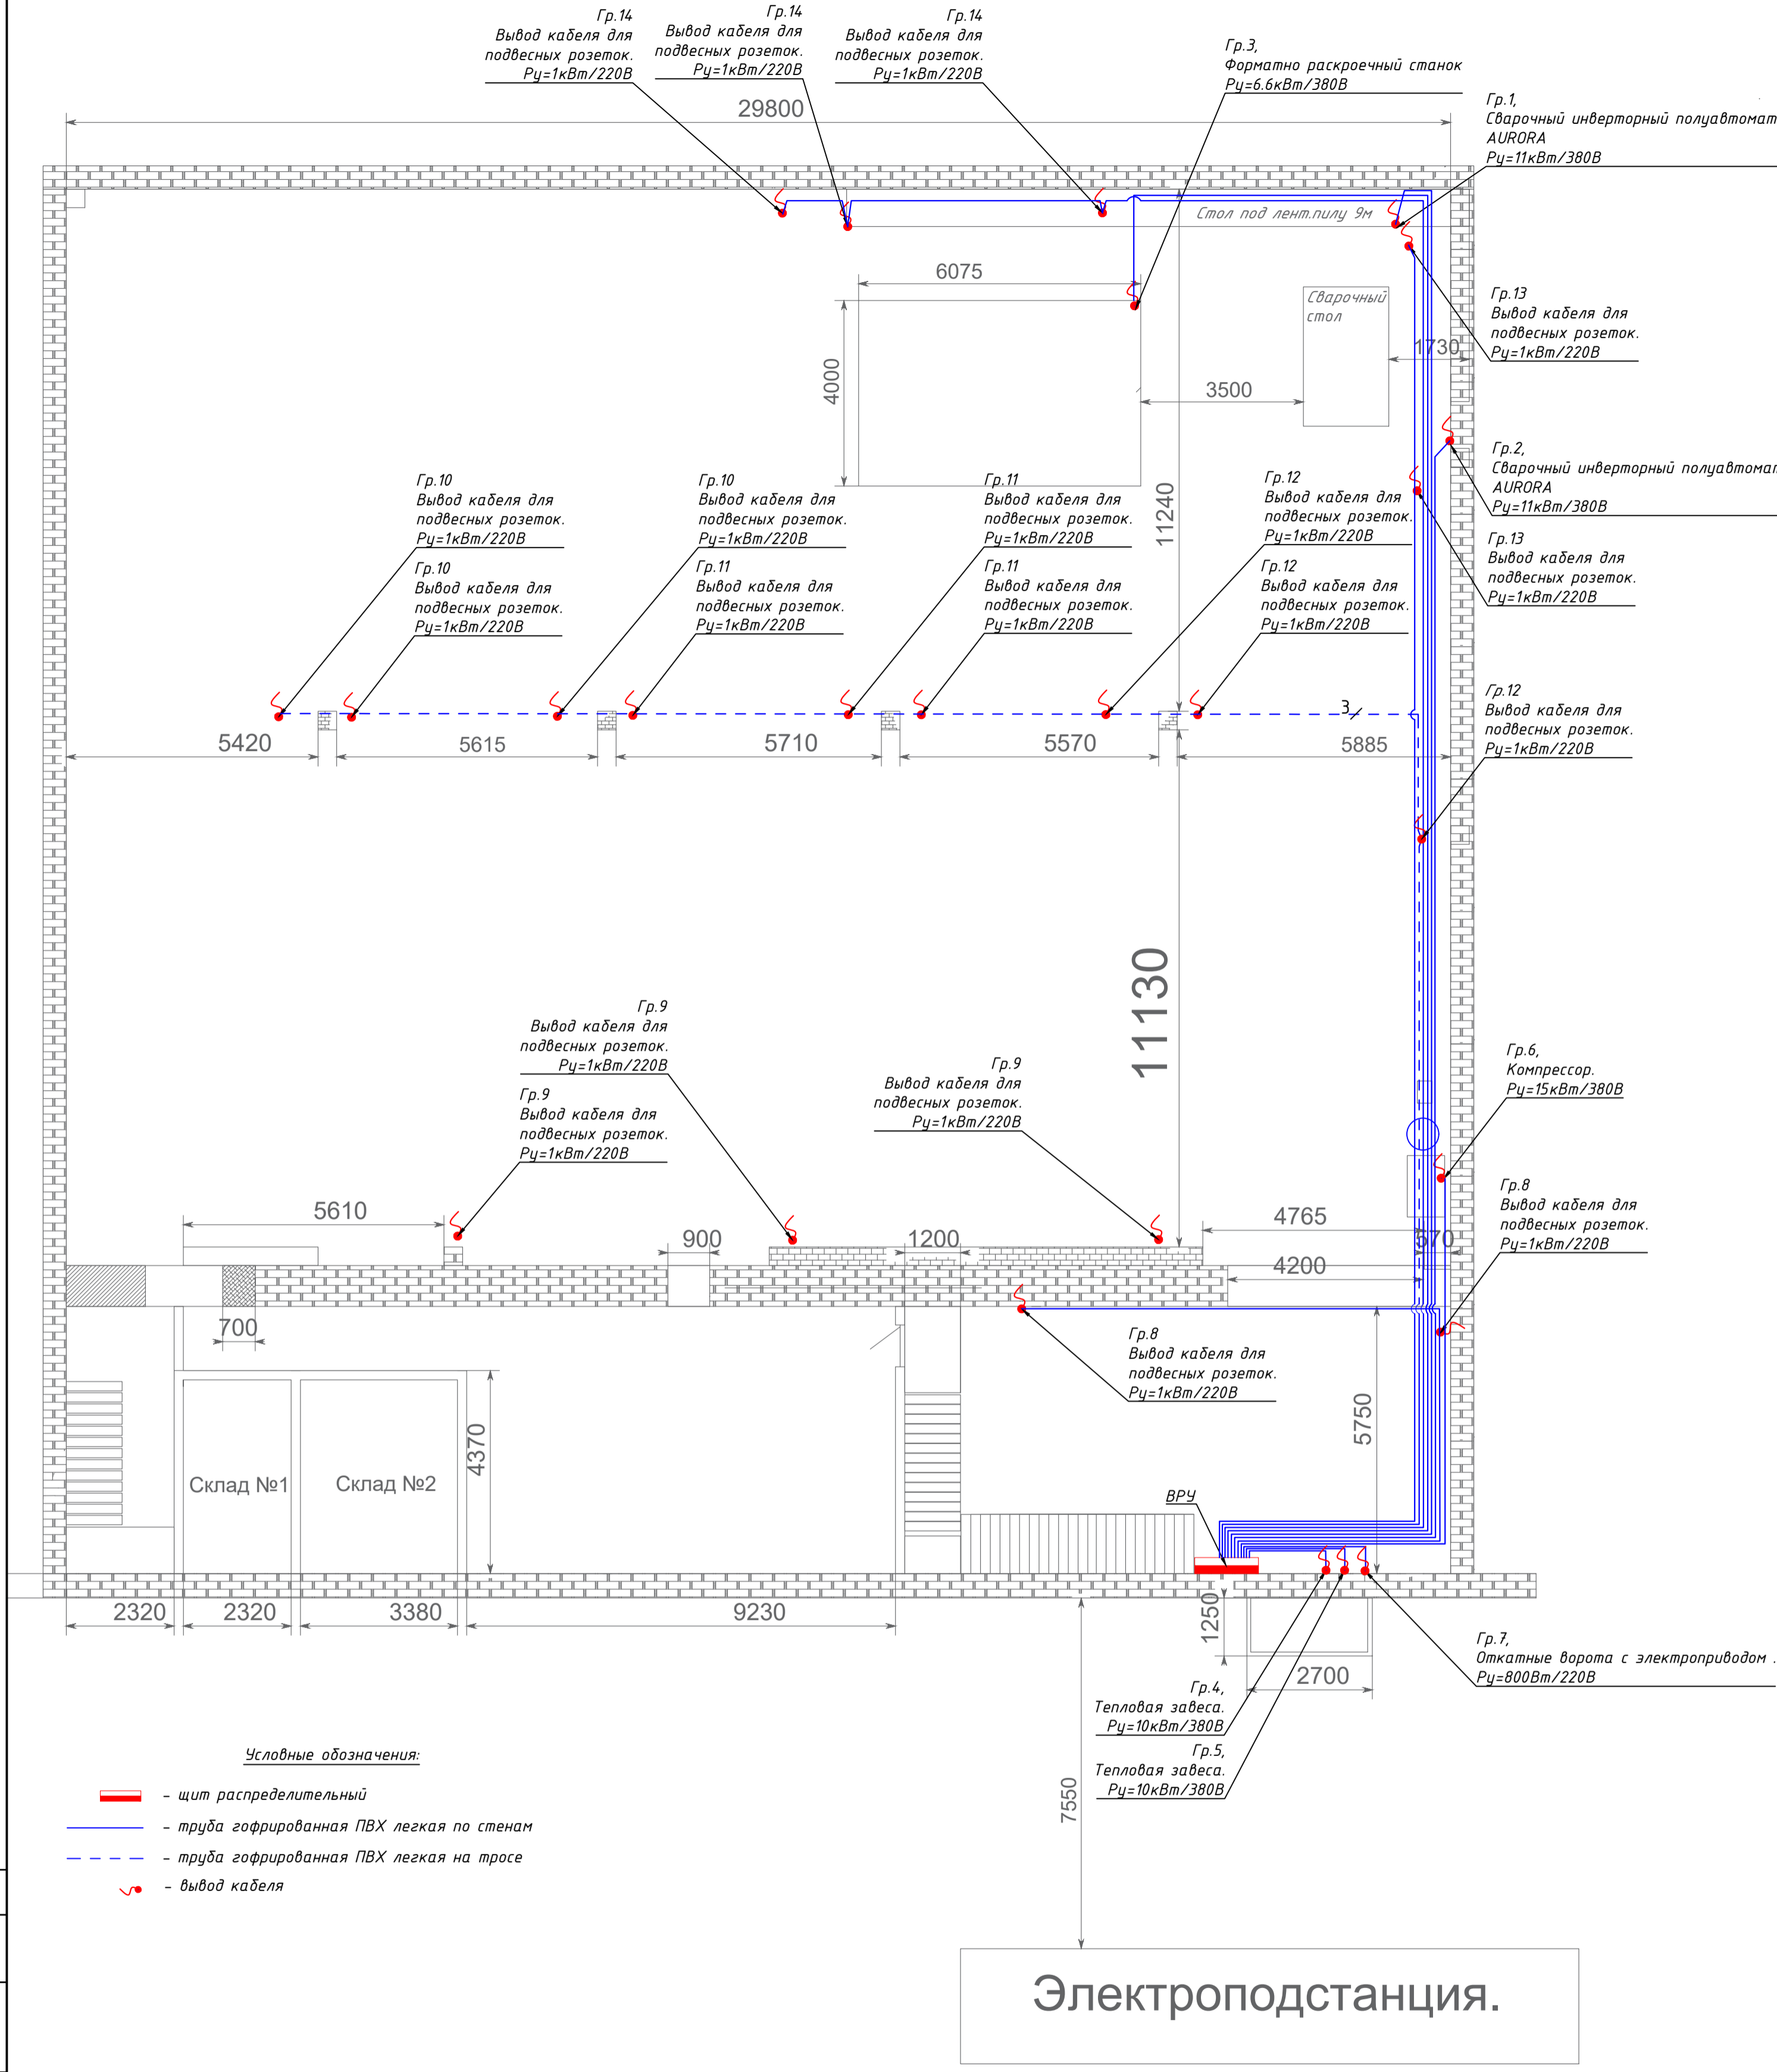 Гр.14
Вывод кабеля для
подвесных розеток.
Ру=1кВт/220В
Гр.14
Вывод кабеля для
подвесных розеток.
Ру=1кВт/220В
Гр.14
Вывод кабеля для
подвесных розеток.
Ру=1кВт/220В
Гр.3,
Форматно раскроечный станок
Ру=6.6кВт/380В
Гр.1,
Сварочный инверторный полуавтомат
AURORA
Ру=11кВт/380В
29800
Стол под лент.пилу 9м
6075
4000
3500
Сварочный
стол
1730
11240
Гр.13
Вывод кабеля для
подвесных розеток.
Ру=1кВт/220В
Гр.2,
Сварочный инверторный полуавтомат
AURORA
Ру=11кВт/380В
Гр.13
Вывод кабеля для
подвесных розеток.
Ру=1кВт/220В
Гр.10
Вывод кабеля для
подвесных розеток.
Ру=1кВт/220В
Гр.10
Вывод кабеля для
подвесных розеток.
Ру=1кВт/220В
Гр.11
Вывод кабеля для
подвесных розеток.
Ру=1кВт/220В
Гр.12
Вывод кабеля для
подвесных розеток.
Ру=1кВт/220В
Гр.10
Вывод кабеля для
подвесных розеток.
Ру=1кВт/220В
Гр.11
Вывод кабеля для
подвесных розеток.
Ру=1кВт/220В
Гр.11
Вывод кабеля для
подвесных розеток.
Ру=1кВт/220В
Гр.12
Вывод кабеля для
подвесных розеток.
Ру=1кВт/220В
3
Гр.12
Вывод кабеля для
подвесных розеток.
Ру=1кВт/220В
5420
5615
5710
5570
5885
11130
Гр.9
Вывод кабеля для
подвесных розеток.
Ру=1кВт/220В
Гр.9
Вывод кабеля для
подвесных розеток.
Ру=1кВт/220В
Гр.9
Вывод кабеля для
подвесных розеток.
Ру=1кВт/220В
Гр.6,
Компрессор.
Ру=15кВт/380В
Гр.8
Вывод кабеля для
подвесных розеток.
Ру=1кВт/220В
5610
900
1200
4765
570
4200
700
Гр.8
Вывод кабеля для
подвесных розеток.
Ру=1кВт/220В
4370
5750
Склад №1
Склад №2
ВРУ
2320
2320
3380
9230
1250
2700
7550
Гр.7,
Откатные ворота с электроприводом .
Ру=800Вт/220В
Гр.4,
Тепловая завеса.
Ру=10кВт/380В
Гр.5,
Тепловая завеса.
Ру=10кВт/380В
Условные обозначения:
- щит распределительный
- труба гофрированная ПВХ легкая по стенам
- труба гофрированная ПВХ легкая на тросе
- вывод кабеля
Электроподстанция.